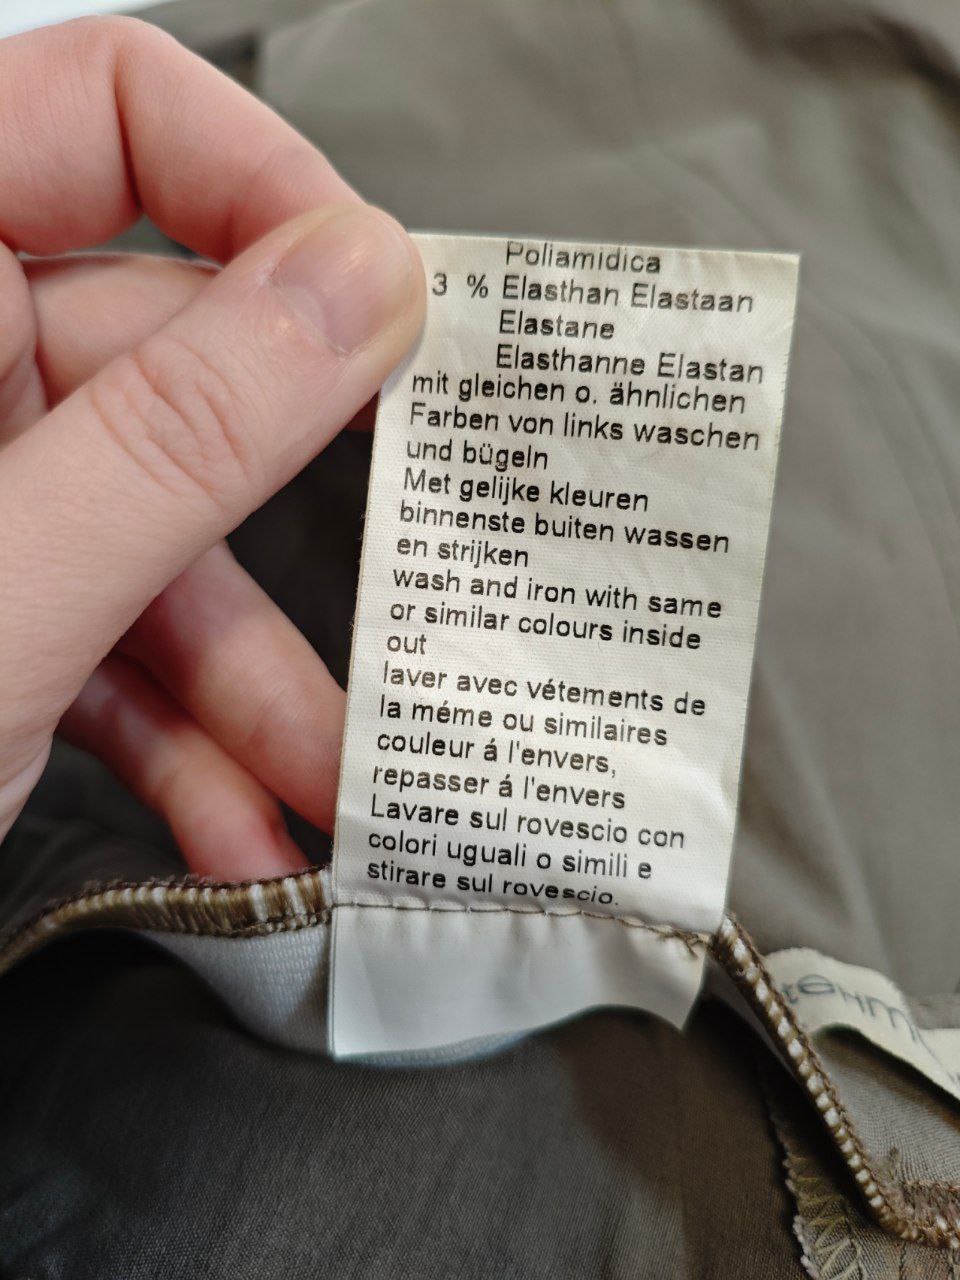 Poliamidica
3 % Elasthan Elastaan
Elastane
Elasthanne Elastan
mit gleichen o. ähnlichen
Farben von links waschen
und bügeln
Met gelijke kleuren
binnenste buiten wassen
en strijken
wash and iron with same
or similar colours inside
out
laver avec vétements de
la méme ou similaires
couleur á l'envers,
repasser á l'envers
Lavare sul rovescio con
colori uguali o simili e
stirare sul rovescio.